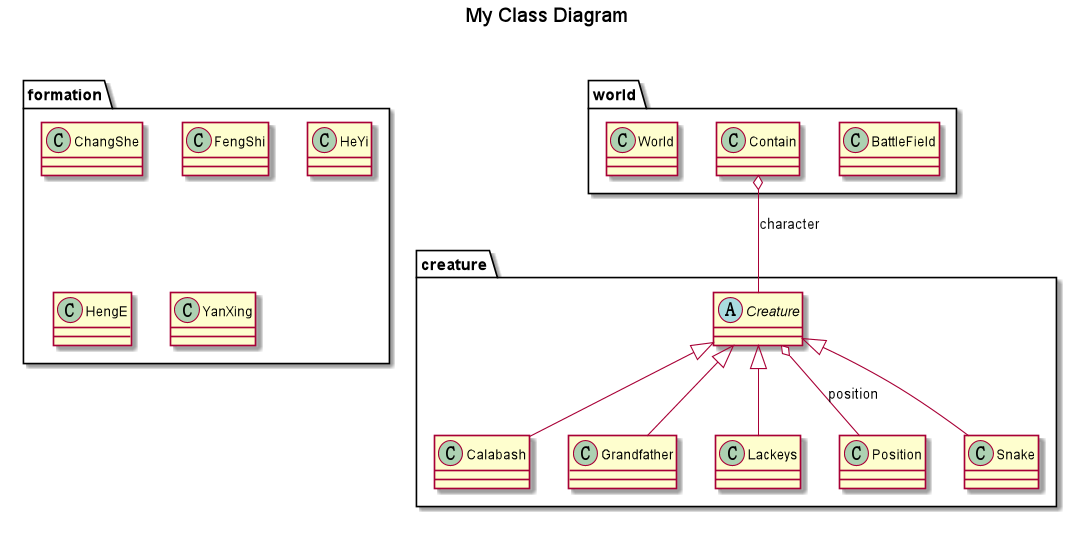 My Class Diagram
formation
C ChangShe
C FengShi
C HeYi
C HengE
C YanXing
world
C World
C Contain
C BattleField
character
creature
A Creature
position
C Calabash
C Grandfather
C Lackeys
C Position
C Snake